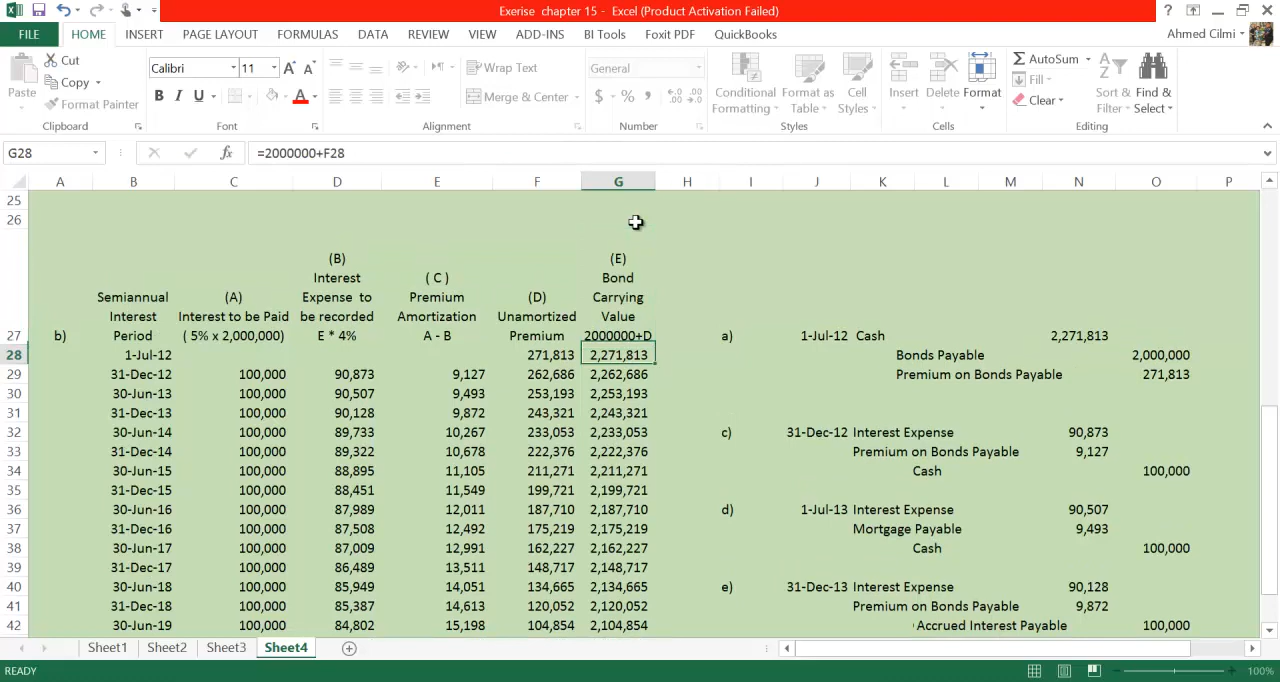 Exerise chapter 15 - Excel (Product Activation Failed)
FILE HOME INSERT PAGE LAYOUT FORMULAS DATA REVIEW VIEW ADD-INS BI Tools Foxit PDF QuickBooks Ahmed Cilmi
Paste Cut
Copy
Format Painter
Clipboard
Calibri 11
B I U A
Font
Wrap Text
Merge & Center
Alignment
General
$ % ,
Number
Conditional Formatting Format as Table Cell Styles
Styles
Insert Delete Format
Cells
AutoSum
Fill
Clear
Sort & Filter Find & Select
Editing
G28 fx =2000000+F28
A B C D E F G H I J K L M N O P
25
26
(B) (E)
Interest ( C ) Bond
Semiannual (A) Expense to Premium (D) Carrying
Interest Interest to be Paid be recorded Amortization Unamortized Value
27 b) Period ( 5% x 2,000,000) E * 4% A - B Premium 2000000+D a) 1-Jul-12 Cash 2,271,813
28 1-Jul-12 271,813 2,271,813 Bonds Payable 2,000,000
29 31-Dec-12 100,000 90,873 9,127 262,686 2,262,686 Premium on Bonds Payable 271,813
30 30-Jun-13 100,000 90,507 9,493 253,193 2,253,193
31 31-Dec-13 100,000 90,128 9,872 243,321 2,243,321
32 30-Jun-14 100,000 89,733 10,267 233,053 2,233,053 c) 31-Dec-12 Interest Expense 90,873
33 31-Dec-14 100,000 89,322 10,678 222,376 2,222,376 Premium on Bonds Payable 9,127
34 30-Jun-15 100,000 88,895 11,105 211,271 2,211,271 Cash 100,000
35 31-Dec-15 100,000 88,451 11,549 199,721 2,199,721
36 30-Jun-16 100,000 87,989 12,011 187,710 2,187,710 d) 1-Jul-13 Interest Expense 90,507
37 31-Dec-16 100,000 87,508 12,492 175,219 2,175,219 Mortgage Payable 9,493
38 30-Jun-17 100,000 87,009 12,991 162,227 2,162,227 Cash 100,000
39 31-Dec-17 100,000 86,489 13,511 148,717 2,148,717
40 30-Jun-18 100,000 85,949 14,051 134,665 2,134,665 e) 31-Dec-13 Interest Expense 90,128
41 31-Dec-18 100,000 85,387 14,613 120,052 2,120,052 Premium on Bonds Payable 9,872
42 30-Jun-19 100,000 84,802 15,198 104,854 2,104,854 Accrued Interest Payable 100,000
Sheet1 Sheet2 Sheet3 Sheet4
READY 100%